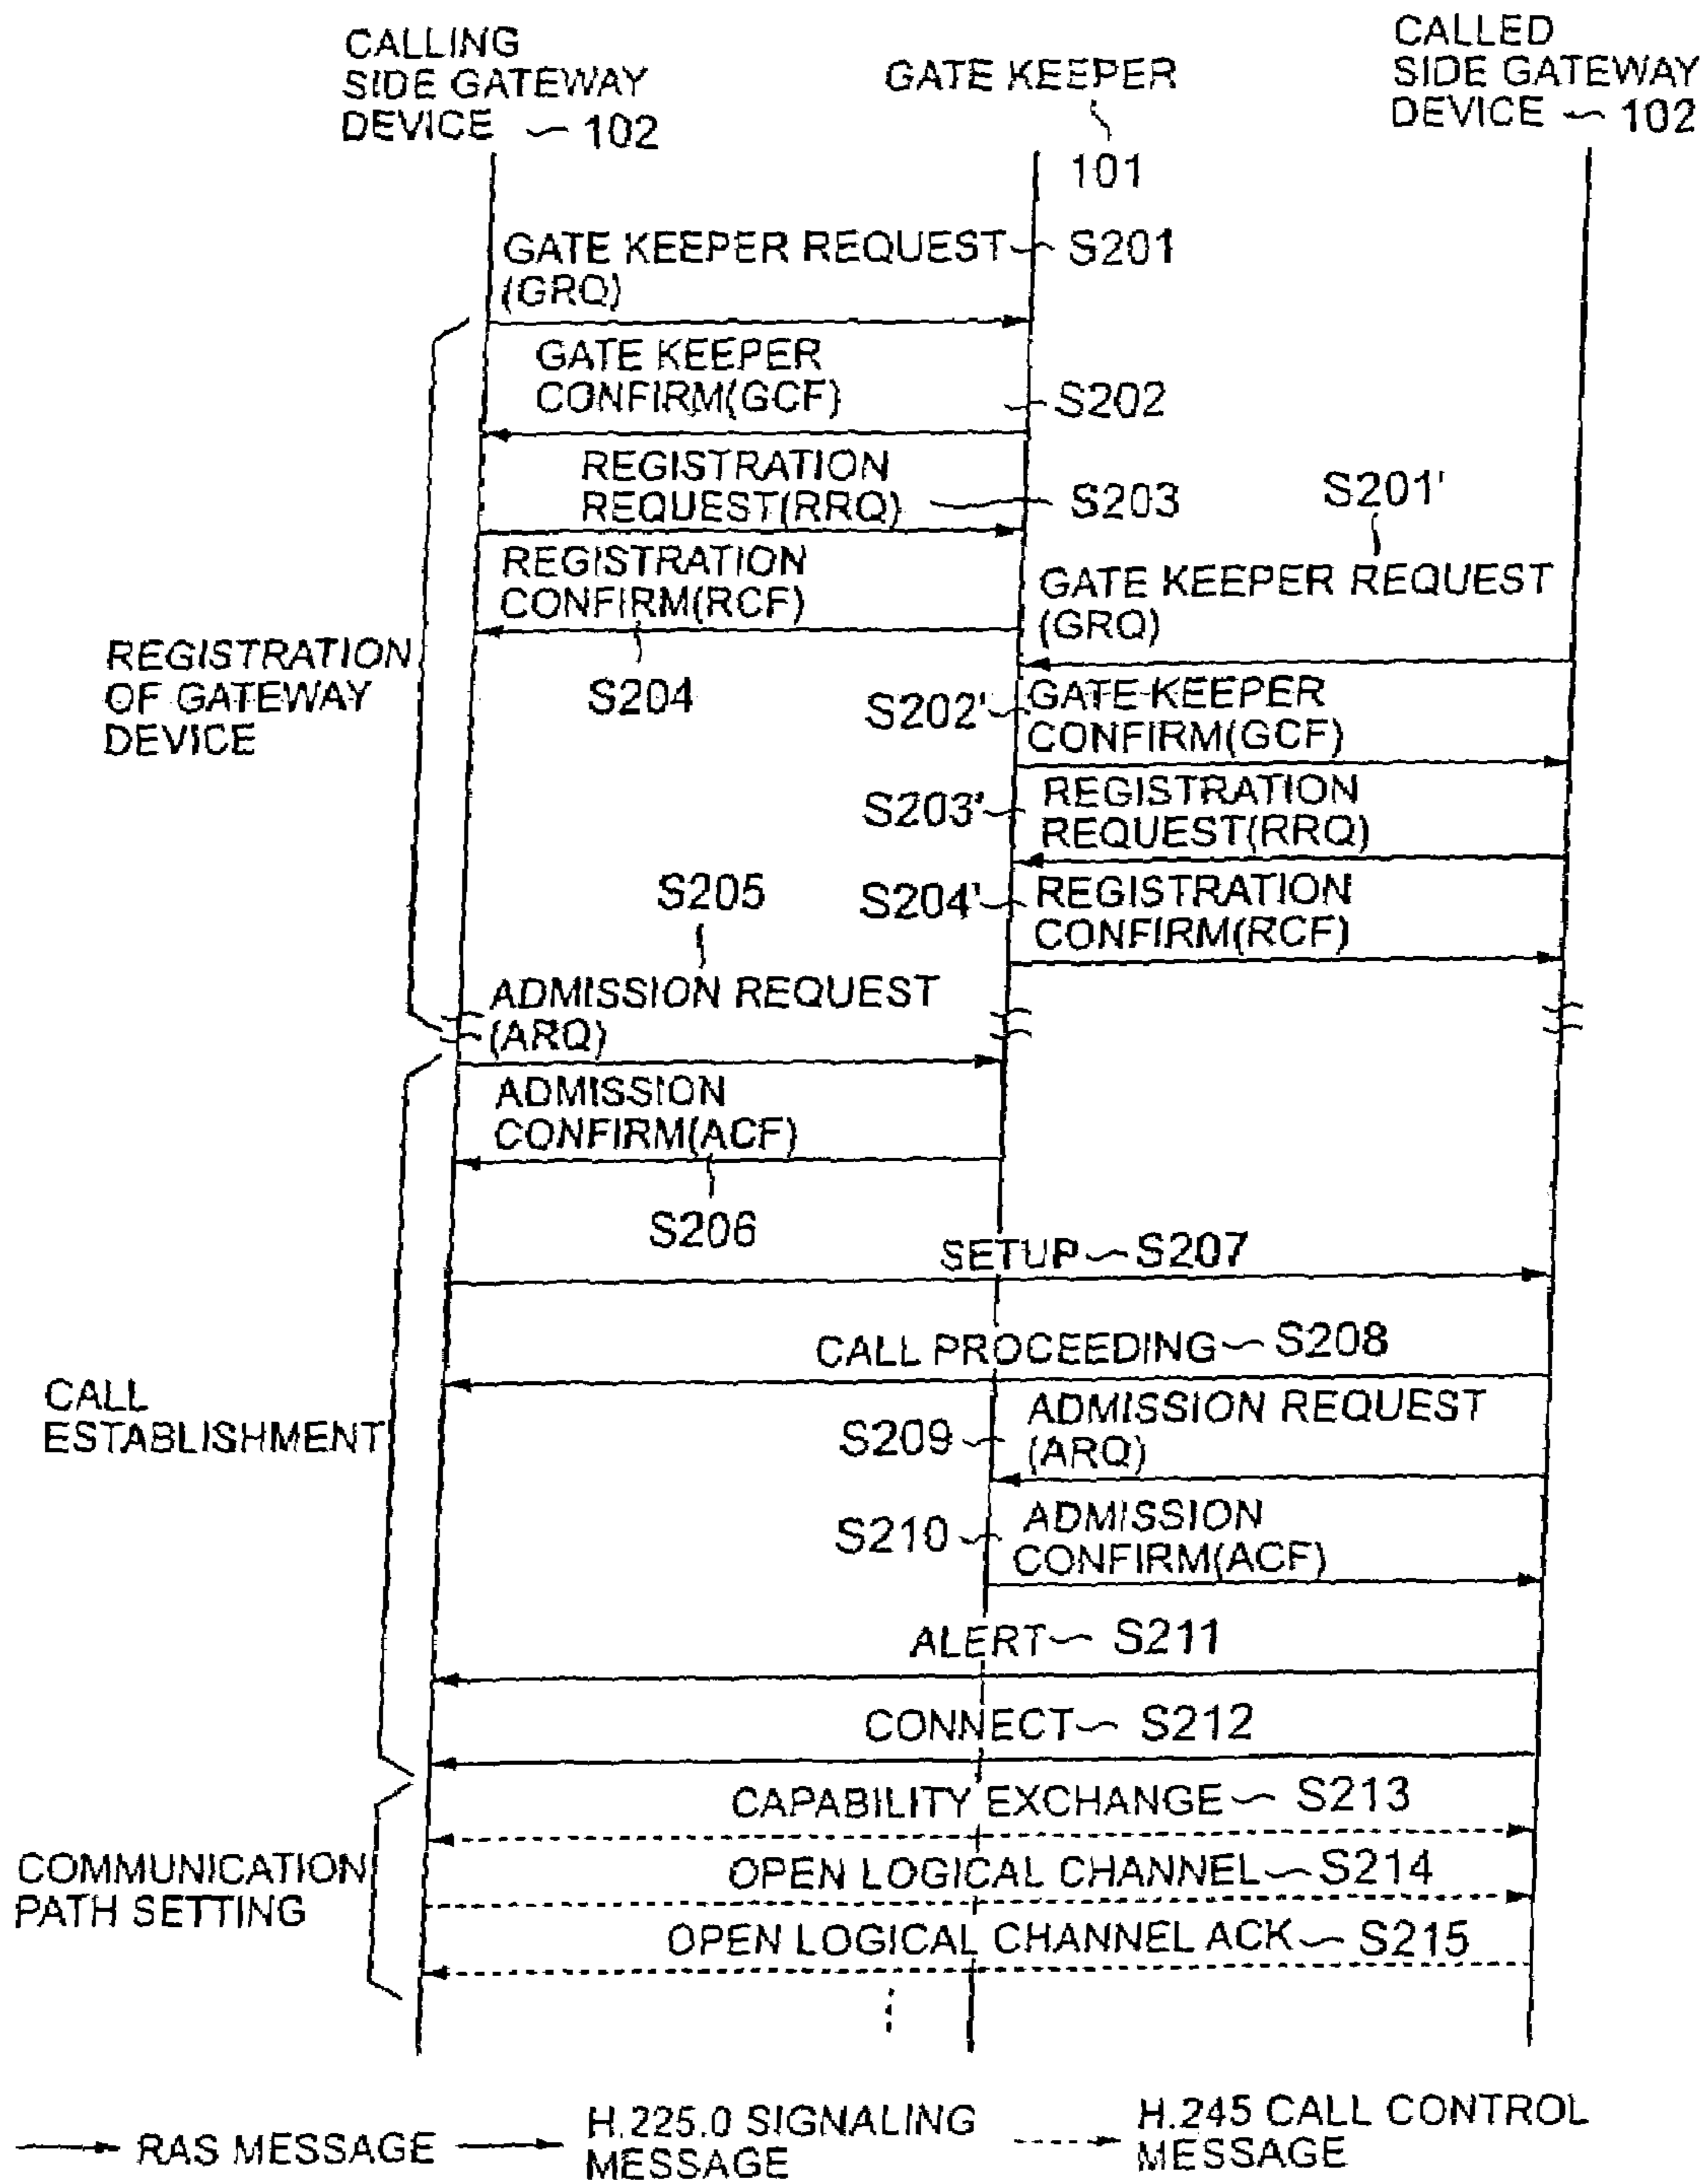 CALLING
SIDE GATEWAY
DEVICE 102
GATE KEEPER
101
CALLED
SIDE GATEWAY
DEVICE 102
GATE KEEPER REQUEST S201
(GRQ)
GATE KEEPER
CONFIRM(GCF) S202
REGISTRATION
REQUEST(RRQ) S203
REGISTRATION
CONFIRM(RCF)
S204
S201'
GATE KEEPER REQUEST
(GRQ)
REGISTRATION
OF GATEWAY
DEVICE
S202' GATE KEEPER
CONFIRM(GCF)
S203' REGISTRATION
REQUEST(RRQ)
S204' REGISTRATION
CONFIRM(RCF)
S205
ADMISSION REQUEST
(ARQ)
ADMISSION
CONFIRM(ACF)
S206
SETUP S207
CALL PROCEEDING S208
CALL
ESTABLISHMENT
S209 ADMISSION REQUEST
(ARQ)
S210 ADMISSION
CONFIRM(ACF)
ALERT S211
CONNECT S212
CAPABILITY EXCHANGE S213
COMMUNICATION
PATH SETTING
OPEN LOGICAL CHANNEL S214
OPEN LOGICAL CHANNEL ACK S215
RAS MESSAGE
H.225.0 SIGNALING
MESSAGE
H.245 CALL CONTROL
MESSAGE